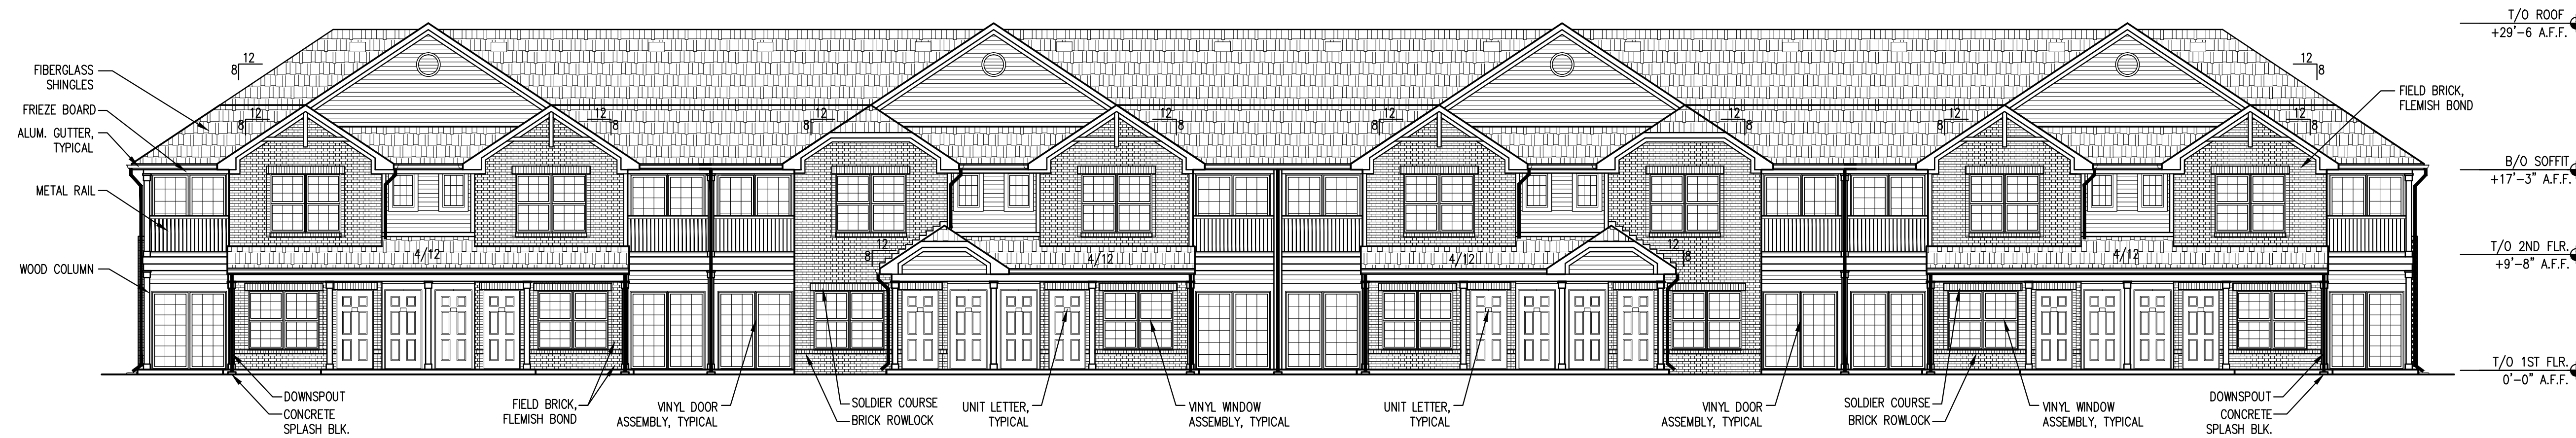 T/O ROOF
+29'-6 A.F.F.
12
8
12
8
FIBERGLASS
SHINGLES
FRIEZE BOARD
ALUM. GUTTER,
TYPICAL
FIELD BRICK,
FLEMISH BOND
12
8
12
8
12
8
12
8
12
8
12
8
12
8
12
8
B/O SOFFIT
+17'-3" A.F.F.
METAL RAIL
WOOD COLUMN
4/12
12
8
4/12
4/12
12
8
4/12
T/O 2ND FLR.
+9'-8" A.F.F.
T/O 1ST FLR.
0'-0" A.F.F.
DOWNSPOUT
CONCRETE
SPLASH BLK.
FIELD BRICK,
FLEMISH BOND
VINYL DOOR
ASSEMBLY, TYPICAL
SOLDIER COURSE
BRICK ROWLOCK
UNIT LETTER,
TYPICAL
VINYL WINDOW
ASSEMBLY, TYPICAL
UNIT LETTER,
TYPICAL
VINYL DOOR
ASSEMBLY, TYPICAL
SOLDIER COURSE
BRICK ROWLOCK
VINYL WINDOW
ASSEMBLY, TYPICAL
DOWNSPOUT
CONCRETE
SPLASH BLK.